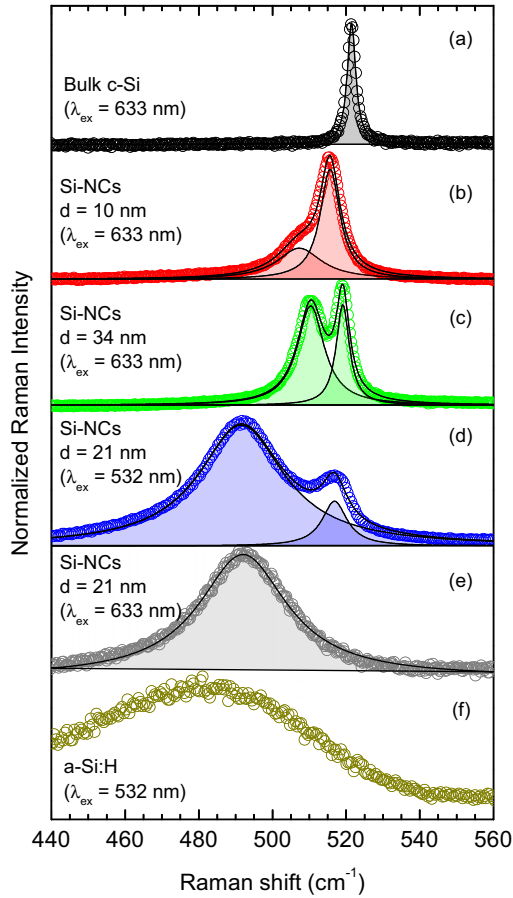 (a)
Bulk c-Si
(λex = 633 nm)
(b)
Si-NCs
d = 10 nm
(λex = 633 nm)
(c)
Si-NCs
d = 34 nm
(λex = 633 nm)
(d)
Si-NCs
d = 21 nm
(λex = 532 nm)
(e)
Si-NCs
d = 21 nm
(λex = 633 nm)
(f)
a-Si:H
(λex = 532 nm)
Normalized Raman Intensity
440 460 480 500 520 540 560
Raman shift (cm-1)